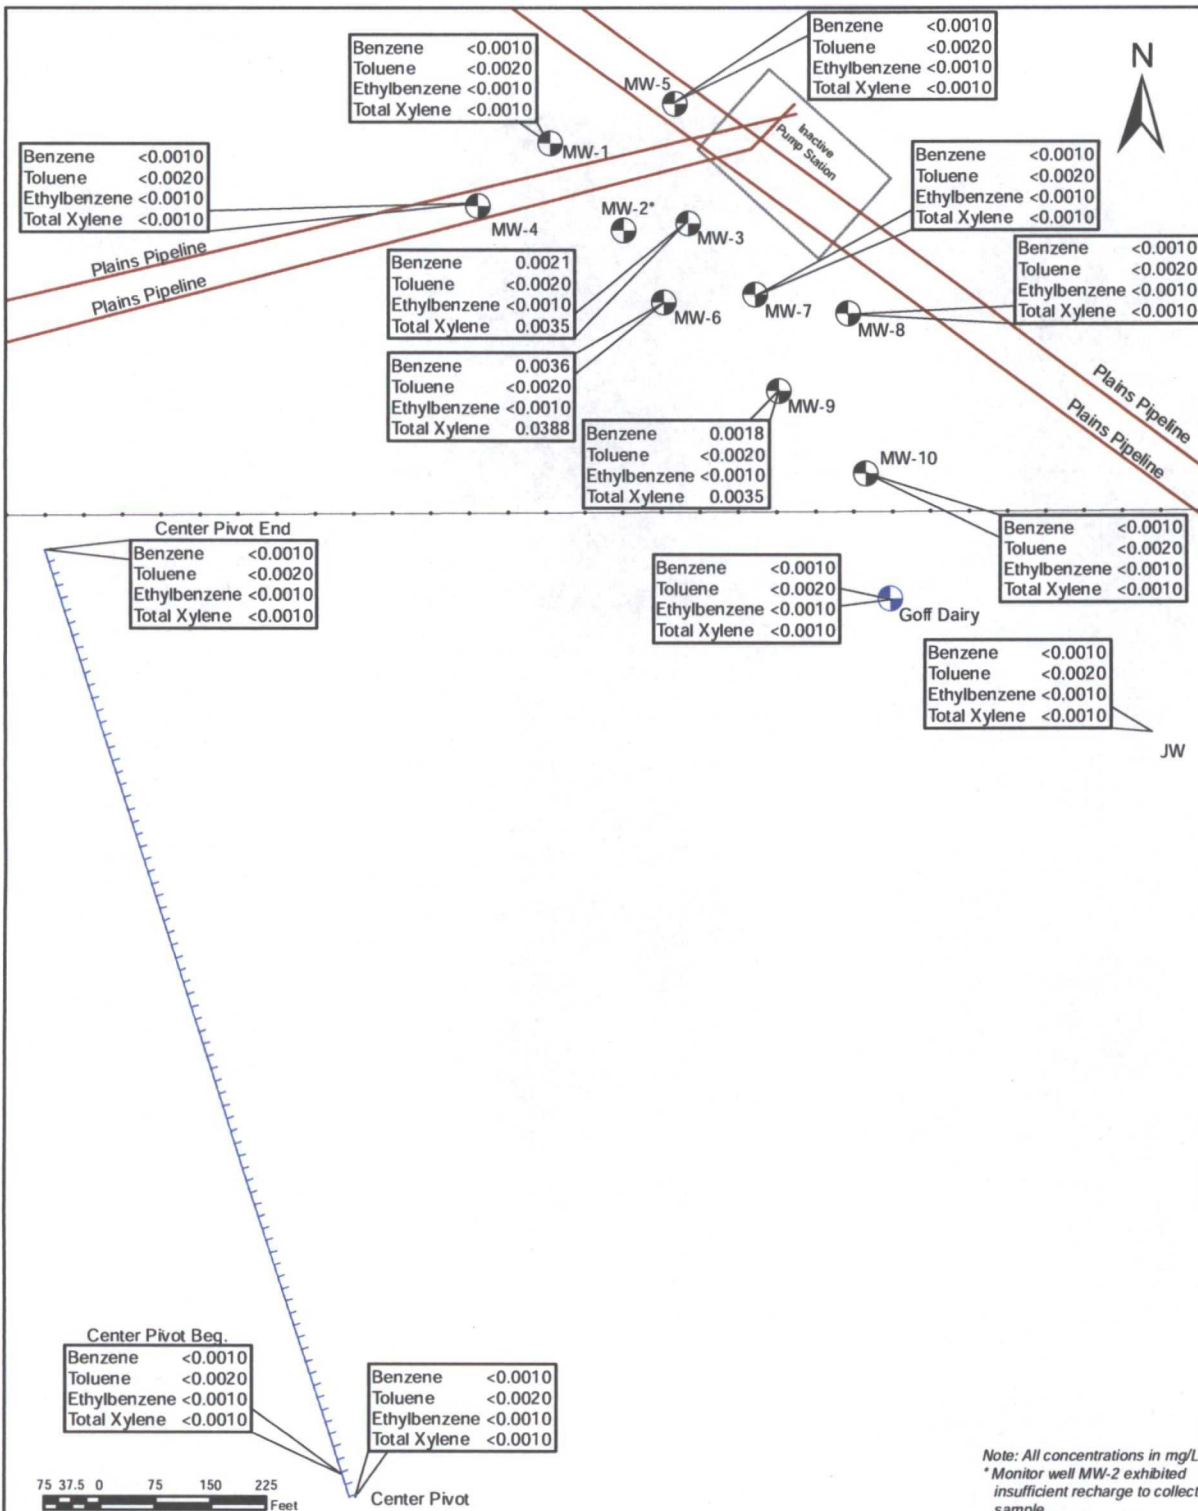 Benzene <0.0010
Toluene <0.0020
Ethylbenzene <0.0010
Total Xylene <0.0010
MW-5
Benzene <0.0010
Toluene <0.0020
Ethylbenzene <0.0010
Total Xylene <0.0010
MW-1
N
Inactive
Pump Station
Benzene <0.0010
Toluene <0.0020
Ethylbenzene <0.0010
Total Xylene <0.0010
MW-4
MW-2*
MW-3
Benzene <0.0010
Toluene <0.0020
Ethylbenzene <0.0010
Total Xylene <0.0010
MW-7
Plains Pipeline
Plains Pipeline
Benzene 0.0021
Toluene <0.0020
Ethylbenzene <0.0010
Total Xylene 0.0035
MW-6
Benzene <0.0010
Toluene <0.0020
Ethylbenzene <0.0010
Total Xylene <0.0010
MW-8
Benzene 0.0036
Toluene <0.0020
Ethylbenzene <0.0010
Total Xylene 0.0388
MW-9
Plains Pipeline
Plains Pipeline
Benzene 0.0018
Toluene <0.0020
Ethylbenzene <0.0010
Total Xylene 0.0035
MW-10
Center Pivot End
Benzene <0.0010
Toluene <0.0020
Ethylbenzene <0.0010
Total Xylene <0.0010
Benzene <0.0010
Toluene <0.0020
Ethylbenzene <0.0010
Total Xylene <0.0010
Benzene <0.0010
Toluene <0.0020
Ethylbenzene <0.0010
Total Xylene <0.0010
Goff Dairy
Benzene <0.0010
Toluene <0.0020
Ethylbenzene <0.0010
Total Xylene <0.0010
JW
Center Pivot Beg.
Benzene <0.0010
Toluene <0.0020
Ethylbenzene <0.0010
Total Xylene <0.0010
Benzene <0.0010
Toluene <0.0020
Ethylbenzene <0.0010
Total Xylene <0.0010
Center Pivot
75 37.5 0 75 150 225
Feet
Note: All concentrations in mg/L
* Monitor well MW-2 exhibited
insufficient recharge to collect
sample